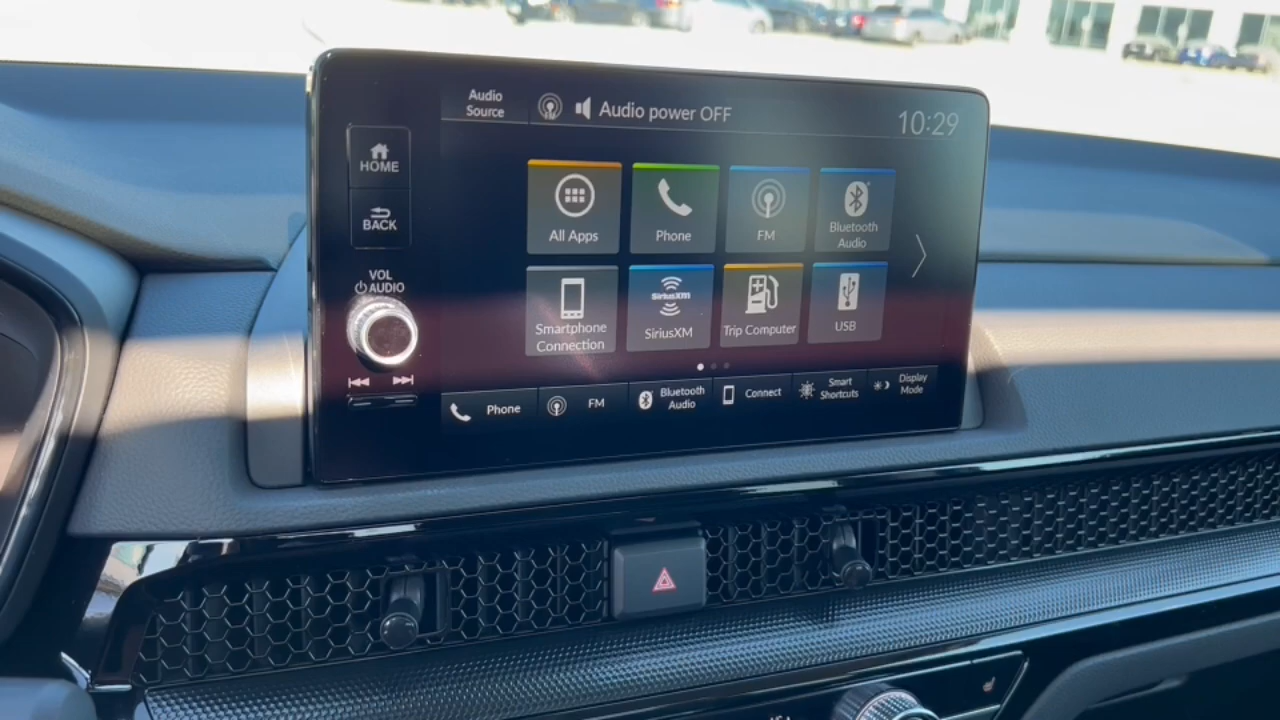 Audio
Source
Audio power OFF
10:29
HOME
BACK
VOL
AUDIO
All Apps
Phone
FM
Bluetooth
Audio
Smartphone
Connection
SiriusXM
SiriusXM
Trip Computer
USB
Phone
FM
Bluetooth
Audio
Connect
Smart
Shortcuts
Display
Mode